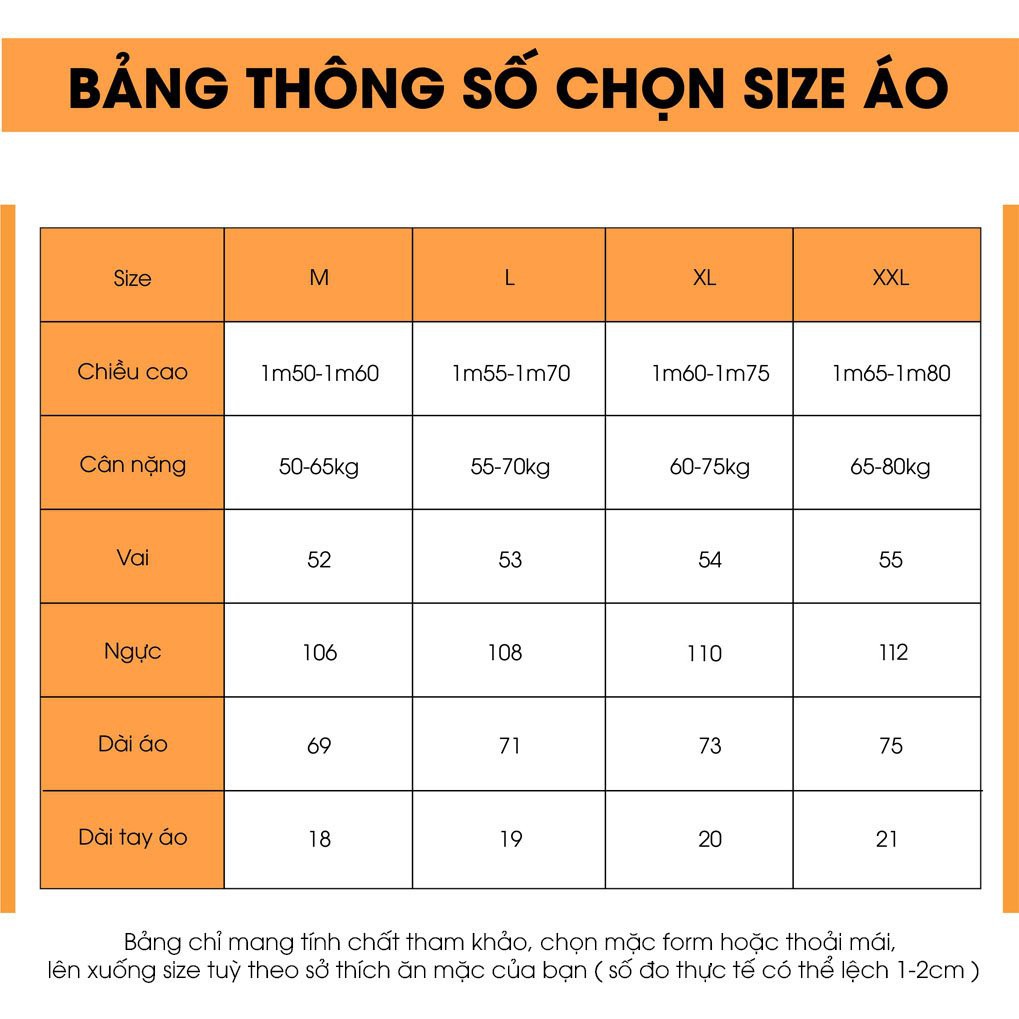 BẢNG THÔNG SỐ CHỌN SIZE ÁO
Size M L XL XXL
Chiều cao 1m50-1m60 1m55-1m70 1m60-1m75 1m65-1m80
Cân nặng 50-65kg 55-70kg 60-75kg 65-80kg
Vai 52 53 54 55
Ngực 106 108 110 112
Dài áo 69 71 73 75
Dài tay áo 18 19 20 21
Bảng chỉ mang tính chất tham khảo, chọn mặc form hoặc thoải mái,
lên xuống size tuỳ theo sở thích ăn mặc của bạn ( số đo thực tế có thể lệch 1-2cm )